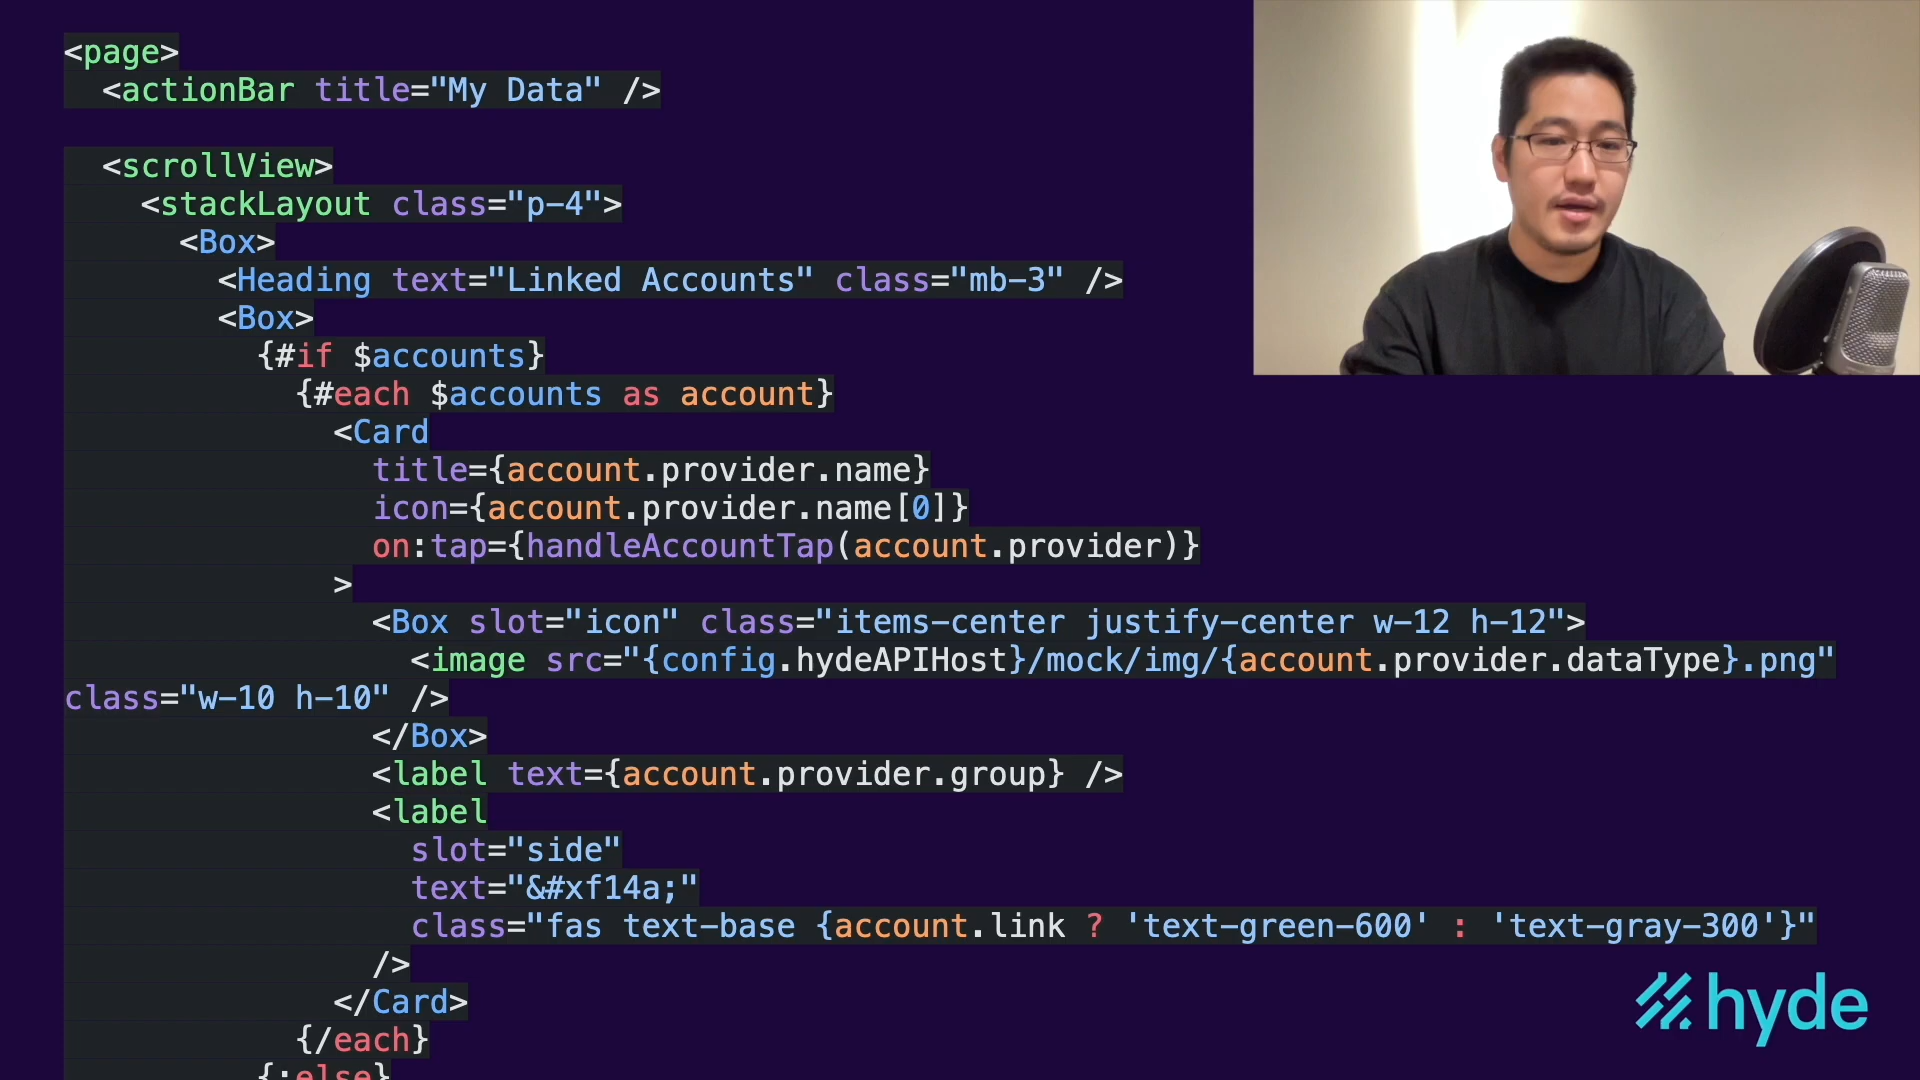 <page>
  <actionBar title="My Data" />

  <scrollView>
    <stackLayout class="p-4">
      <Box>
        <Heading text="Linked Accounts" class="mb-3" />
        <Box>
          {#if $accounts}
            {#each $accounts as account}
              <Card
                title={account.provider.name}
                icon={account.provider.name[0]}
                on:tap={handleAccountTap(account.provider)}
              >
                <Box slot="icon" class="items-center justify-center w-12 h-12">
                  <image src="{config.hydeAPIHost}/mock/img/{account.provider.dataType}.png"
class="w-10 h-10" />
                </Box>
                <label text={account.provider.group} />
                <label
                  slot="side"
                  text="&#xf14a;"
                  class="fas text-base {account.link ? 'text-green-600' : 'text-gray-300'}"
                />
              </Card>
            {/each}
          {:else}
hyde